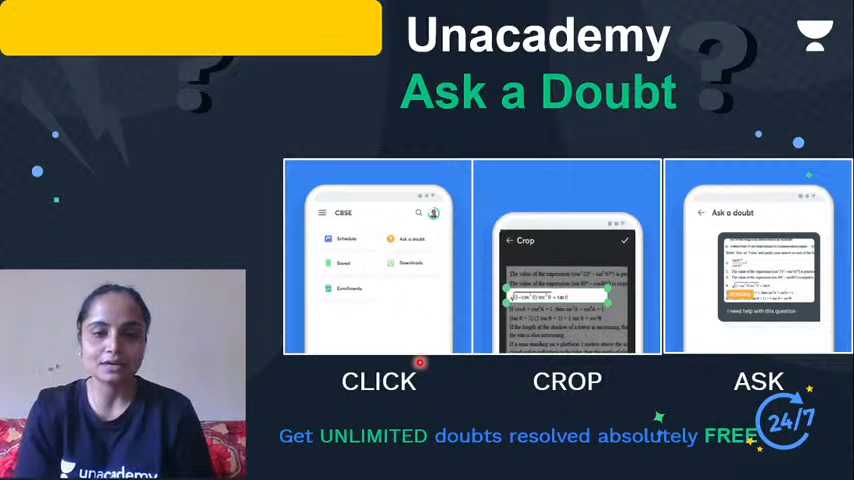 Unacademy
Ask a Doubt
CBSE
Schedule
Ask a doubt
Saved
Downloads
Enrollments
CLICK
Crop
CROP
Ask a doubt
I need help with this question
ASK
Get UNLIMITED doubts resolved absolutely FREE
24/7
unacademy